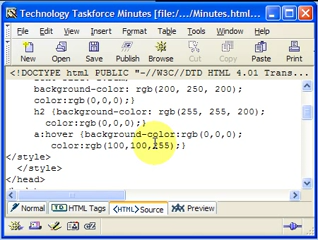 Technology Taskforce Minutes [file:/.../Minutes.html...
File Edit View Insert Format Table Tools Window
New Open Save Publish Browse Cut Copy Paste
<!DOCTYPE html PUBLIC "-//W3C//DTD HTML 4.01 Trans...
background-color: rgb(200, 250, 200);
color:rgb(0,0,0);}
h2 {background-color: rgb(255, 255, 200);
color:rgb(0,0,0);}
a:hover {background-color:rgb(0,0,0);
color:rgb(100,100,255);}
</style>
</style>
</head>
Normal HTML Tags <HTML> Source Preview